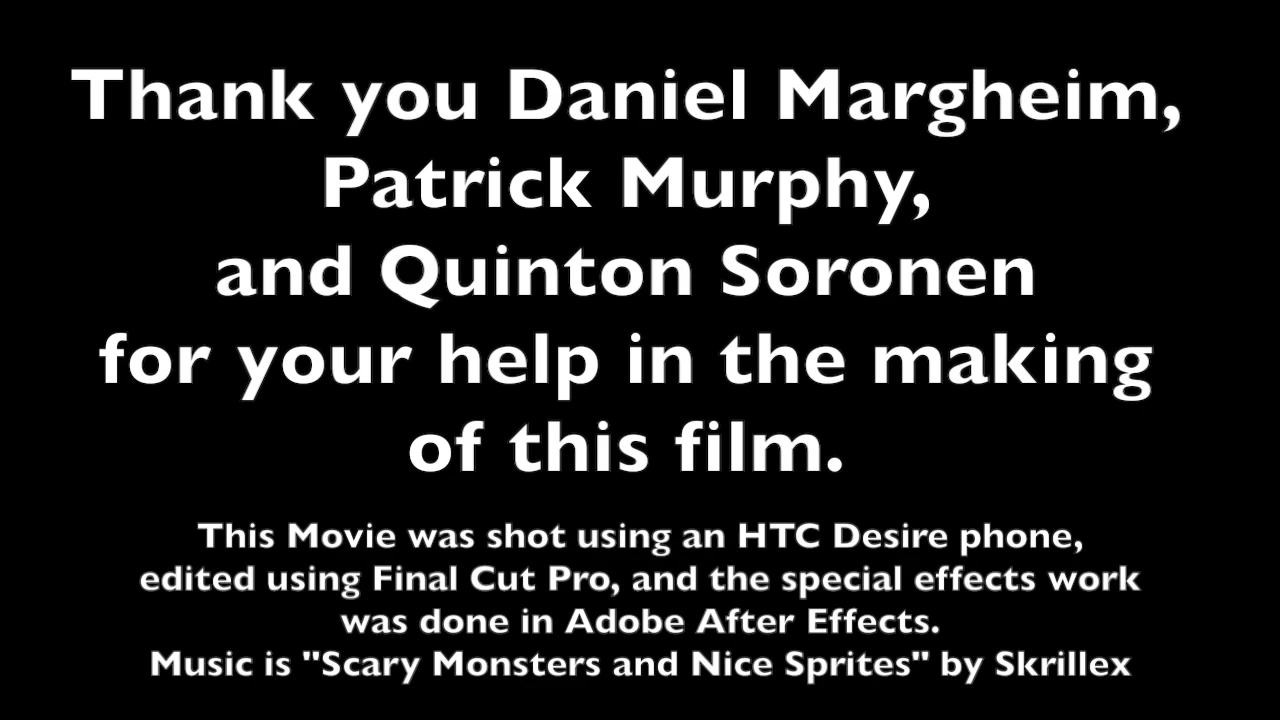 Thank you Daniel Margheim,
Patrick Murphy,
and Quinton Soronen
for your help in the making
of this film.
This Movie was shot using an HTC Desire phone,
edited using Final Cut Pro, and the special effects work
was done in Adobe After Effects.
Music is "Scary Monsters and Nice Sprites" by Skrillex